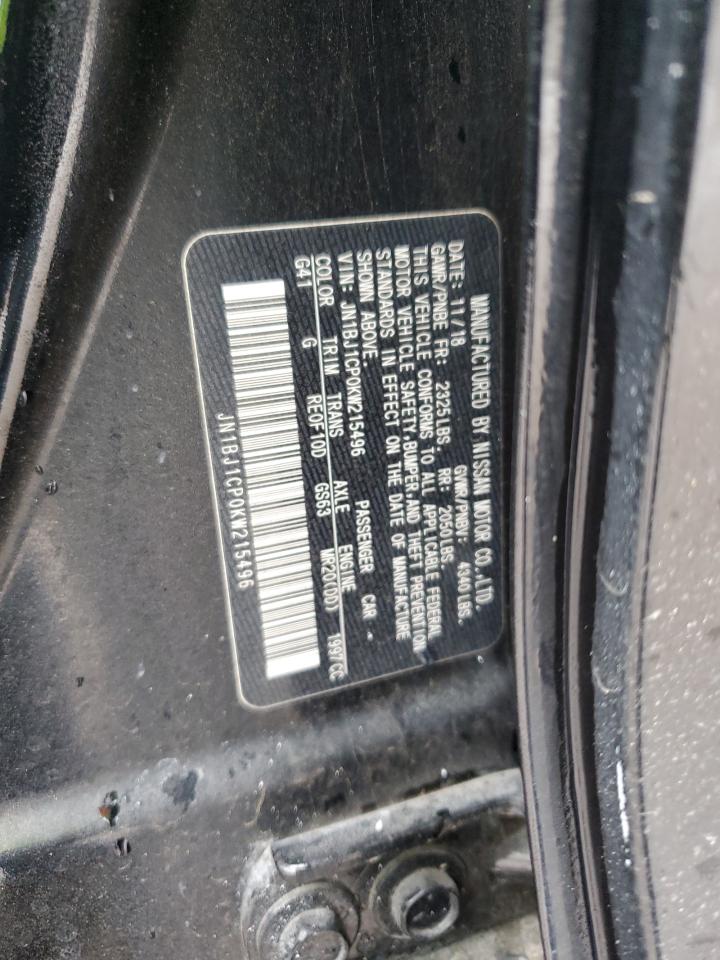 MANUFACTURED BY NISSAN MOTOR CO.,LTD.
DATE: 11/18 GVWR/PNBV: 4340LBS.
GAWR/PNBE FR: 2325LBS. RR: 2050LBS.
THIS VEHICLE CONFORMS TO ALL APPLICABLE FEDERAL
MOTOR VEHICLE SAFETY,BUMPER,AND THEFT PREVENTION
STANDARDS IN EFFECT ON THE DATE OF MANUFACTURE
SHOWN ABOVE.
VIN: JN1BJ1CP0KW215496 PASSENGER CAR
COLOR TRIM TRANS AXLE ENGINE
G41 G RE0F10D GS63 MR20(DD) 1997CC
JN1BJ1CP0KW215496